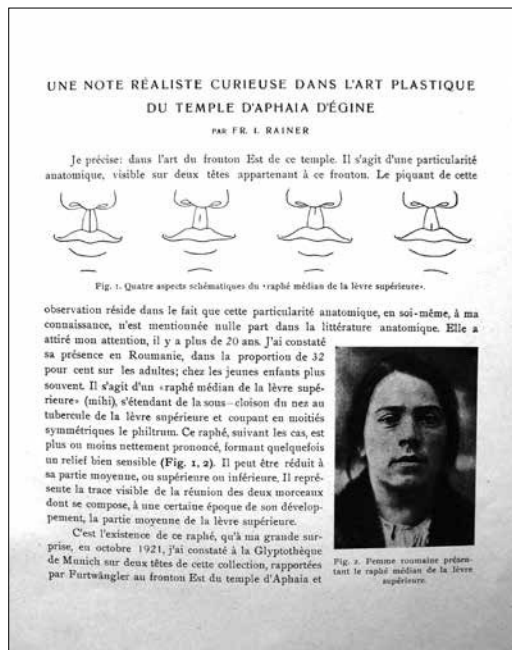 UNE NOTE RÉALISTE CURIEUSE DANS L'ART PLASTIQUE
DU TEMPLE D'APHAIA D'ÉGINE
PAR FR. I. RAINER
Je précise: dans l'art du fronton Est de ce temple. Il s'agit d'une particularité
anatomique, visible sur deux têtes appartenant à ce fronton. Le piquant de cette
Fig. 1. Quatre aspects schématiques du «raphé médian de la lèvre supérieure».
observation réside dans le fait que cette particularité anatomique, en soi-même, à ma
connaissance, n'est mentionnée nulle part dans la littérature anatomique. Elle a
attiré mon attention, il y a plus de 20 ans. J'ai constaté
sa présence en Roumanie, dans la proportion de 32
pour cent sur les adultes; chez les jeunes enfants plus
souvent. Il s'agit d'un «raphé médian de la lèvre supé-
rieure» (mihi), s'étendant de la sous—cloison du nez au
tubercule de la lèvre supérieure et coupant en moitiés
symmétriques le philtrum. Ce raphé, suivant les cas, est
plus ou moins nettement prononcé, formant quelquefois
un relief bien sensible (Fig. 1, 2). Il peut être réduit à
sa partie moyenne, ou supérieure ou inférieure. Il repré-
sente la trace visible de la réunion des deux morceaux
dont se compose, à une certaine époque de son dévelop-
pement, la partie moyenne de la lèvre supérieure.
C'est l'existence de ce raphé, qu'à ma grande sur-
prise, en octobre 1921, j'ai constaté à la Glyptothèque
de Munich sur deux têtes de cette collection, rapportées
par Furtwängler au fronton Est du temple d'Aphaia et
Fig. 2. Femme roumaine présen-
tant le raphé médian de la lèvre
supérieure.